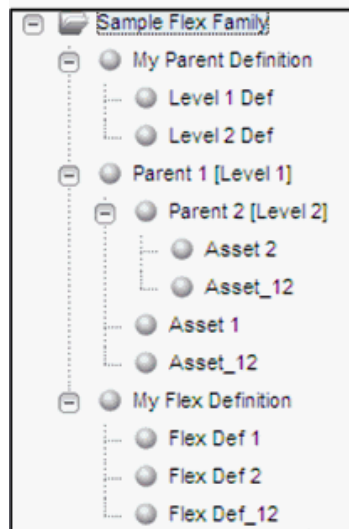 Sample Flex Family
My Parent Definition
Level 1 Def
Level 2 Def
Parent 1 [Level 1]
Parent 2 [Level 2]
Asset 2
Asset_12
Asset 1
Asset_12
My Flex Definition
Flex Def 1
Flex Def 2
Flex Def_12